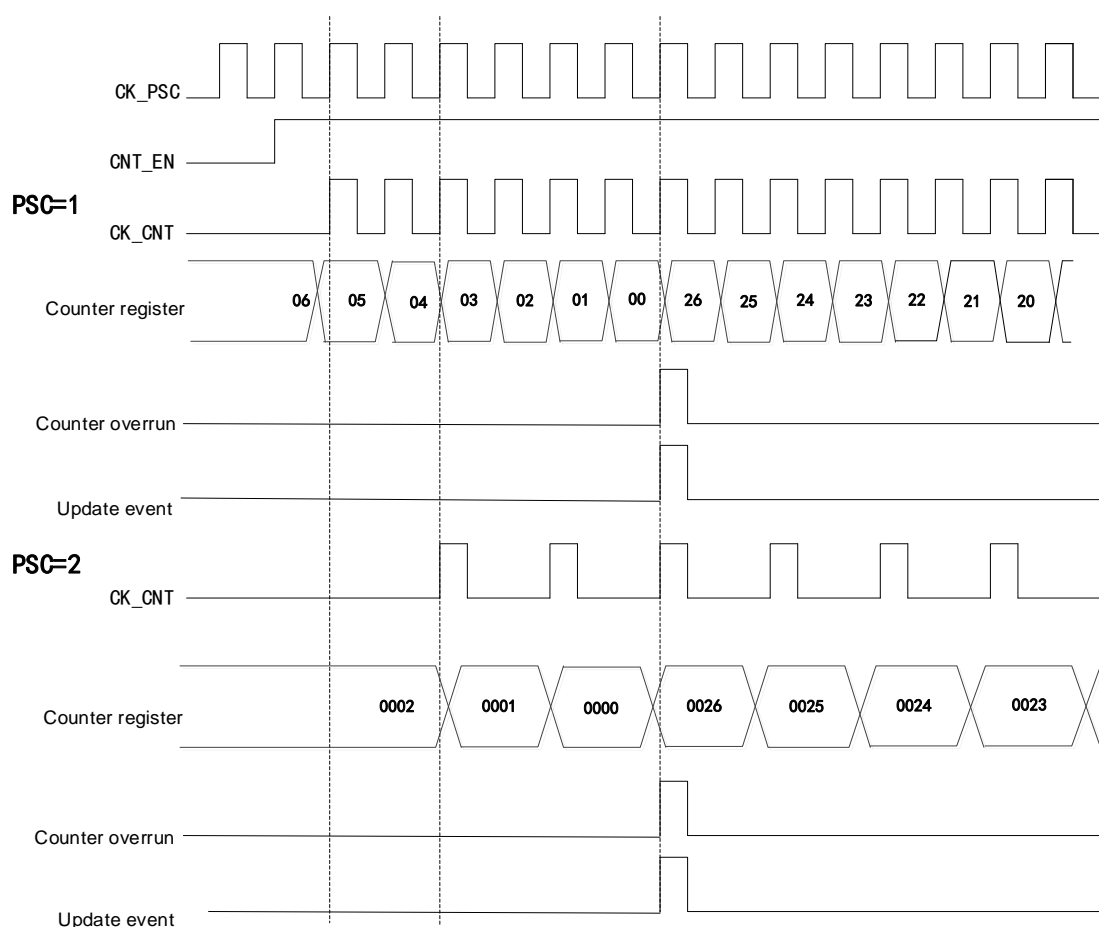 CK_PSC
CNT_EN
PSC=1
CK_CNT
Counter register 06 05 04 03 02 01 00 26 25 24 23 22 21 20
Counter overrun
Update event
PSC=2
CK_CNT
Counter register 0002 0001 0000 0026 0025 0024 0023
Counter overrun
Update event